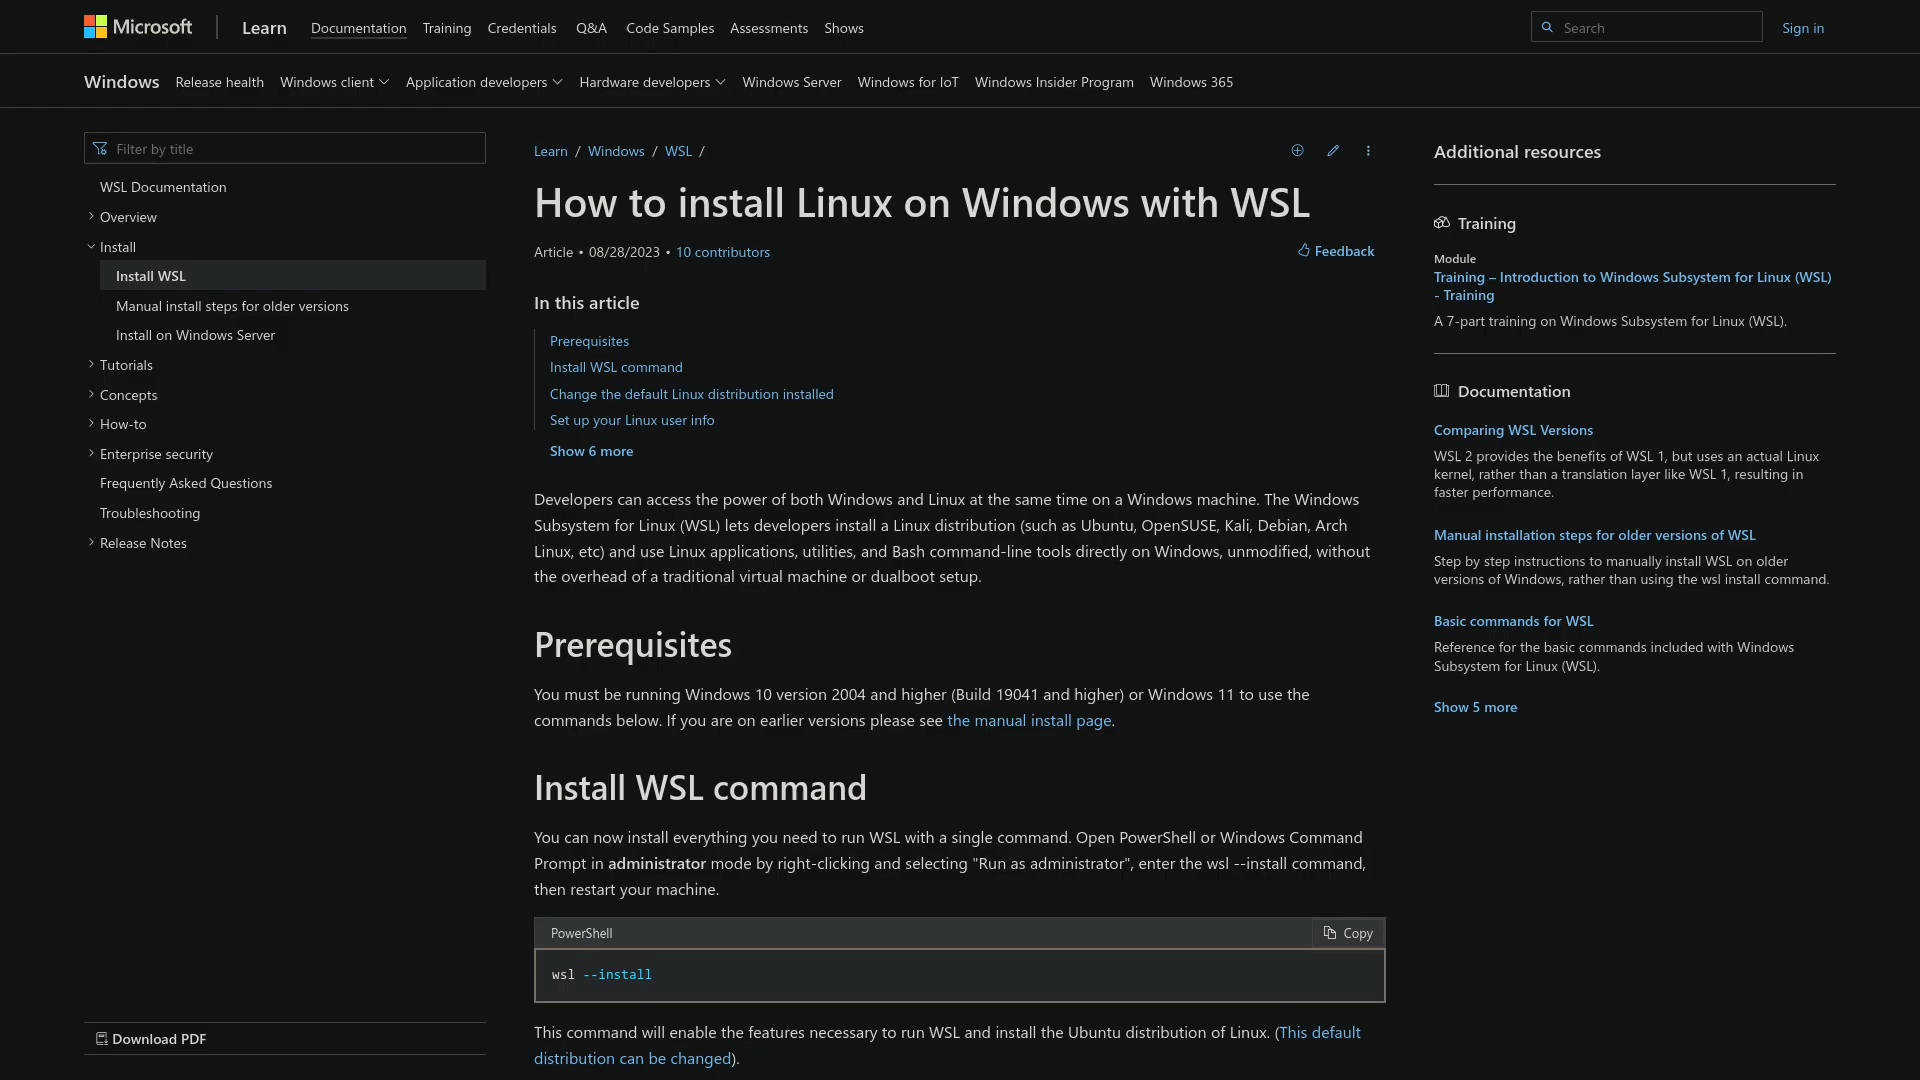 Microsoft Learn Documentation Training Credentials Q&A Code Samples Assessments Shows Search Sign in
Windows Release health Windows client Application developers Hardware developers Windows Server Windows for IoT Windows Insider Program Windows 365
Filter by title
WSL Documentation
Overview
Install
Install WSL
Manual install steps for older versions
Install on Windows Server
Tutorials
Concepts
How-to
Enterprise security
Frequently Asked Questions
Troubleshooting
Release Notes
Download PDF
Learn / Windows / WSL /
How to install Linux on Windows with WSL
Article • 08/28/2023 • 10 contributors
Feedback
In this article
Prerequisites
Install WSL command
Change the default Linux distribution installed
Set up your Linux user info
Show 6 more
Developers can access the power of both Windows and Linux at the same time on a Windows machine. The Windows
Subsystem for Linux (WSL) lets developers install a Linux distribution (such as Ubuntu, OpenSUSE, Kali, Debian, Arch
Linux, etc) and use Linux applications, utilities, and Bash command-line tools directly on Windows, unmodified, without
the overhead of a traditional virtual machine or dualboot setup.
Prerequisites
You must be running Windows 10 version 2004 and higher (Build 19041 and higher) or Windows 11 to use the
commands below. If you are on earlier versions please see the manual install page.
Install WSL command
You can now install everything you need to run WSL with a single command. Open PowerShell or Windows Command
Prompt in administrator mode by right-clicking and selecting "Run as administrator", enter the wsl --install command,
then restart your machine.
PowerShell
Copy
wsl --install
This command will enable the features necessary to run WSL and install the Ubuntu distribution of Linux. (This default
distribution can be changed).
Additional resources
Training
Module
Training – Introduction to Windows Subsystem for Linux (WSL)
- Training
A 7-part training on Windows Subsystem for Linux (WSL).
Documentation
Comparing WSL Versions
WSL 2 provides the benefits of WSL 1, but uses an actual Linux
kernel, rather than a translation layer like WSL 1, resulting in
faster performance.
Manual installation steps for older versions of WSL
Step by step instructions to manually install WSL on older
versions of Windows, rather than using the wsl install command.
Basic commands for WSL
Reference for the basic commands included with Windows
Subsystem for Linux (WSL).
Show 5 more